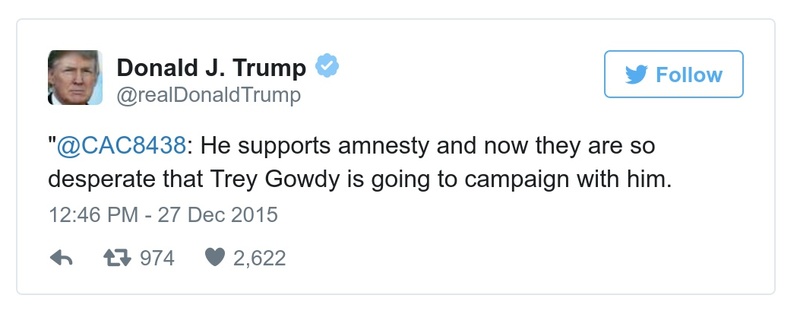 Donald J. Trump
@realDonaldTrump
Follow
"@CAC8438: He supports amnesty and now they are so
desperate that Trey Gowdy is going to campaign with him.
12:46 PM - 27 Dec 2015
974 2,622